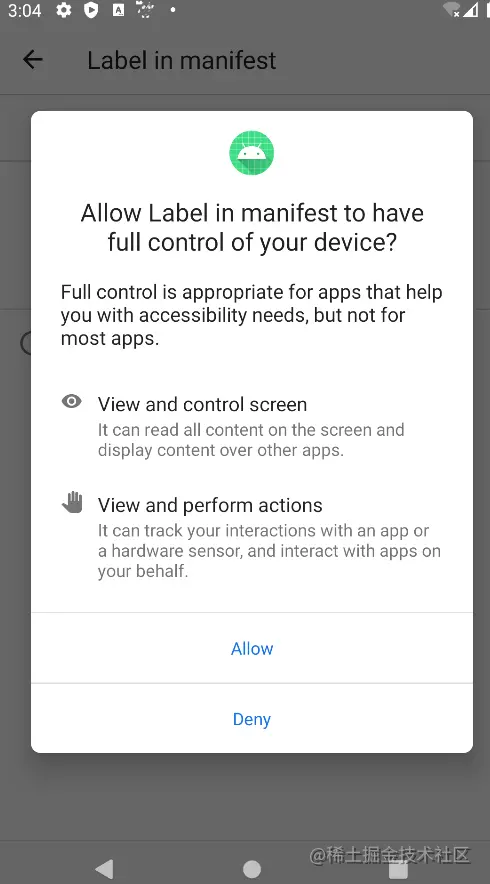 3:04
Label in manifest
Allow Label in manifest to have
full control of your device?
Full control is appropriate for apps that help
you with accessibility needs, but not for
most apps.
View and control screen
It can read all content on the screen and
display content over other apps.
View and perform actions
It can track your interactions with an app or
a hardware sensor, and interact with apps on
your behalf.
Allow
Deny
@稀土掘金技术社区